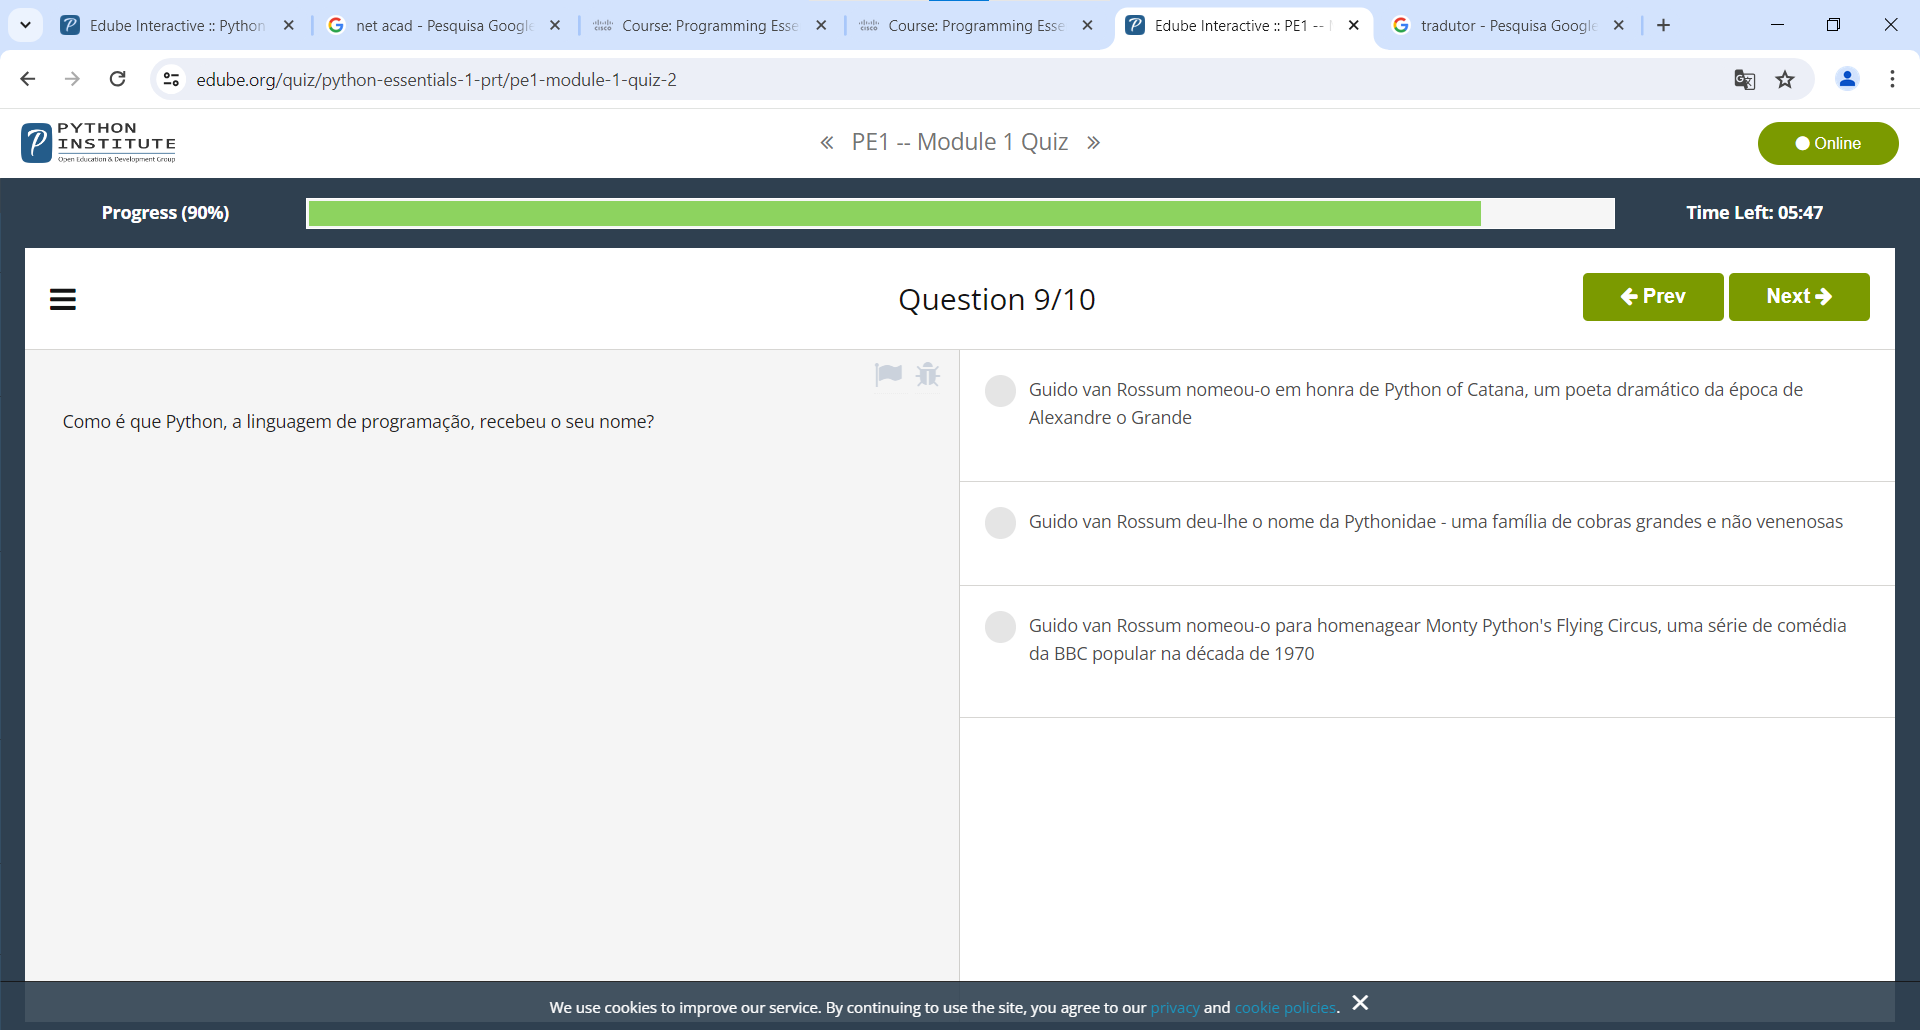 Edube Interactive :: Python
net acad - Pesquisa Google
Course: Programming Esse
Course: Programming Esse
Edube Interactive :: PE1 --
tradutor - Pesquisa Google
edube.org/quiz/python-essentials-1-prt/pe1-module-1-quiz-2
PYTHON
INSTITUTE
Open Education & Development Group
« PE1 -- Module 1 Quiz »
Online
Progress (90%)
Time Left: 05:47
Question 9/10
Prev
Next
Como é que Python, a linguagem de programação, recebeu o seu nome?
Guido van Rossum nomeou-o em honra de Python of Catana, um poeta dramático da época de
Alexandre o Grande
Guido van Rossum deu-lhe o nome da Pythonidae - uma família de cobras grandes e não venenosas
Guido van Rossum nomeou-o para homenagear Monty Python's Flying Circus, uma série de comédia
da BBC popular na década de 1970
We use cookies to improve our service. By continuing to use the site, you agree to our privacy and cookie policies.